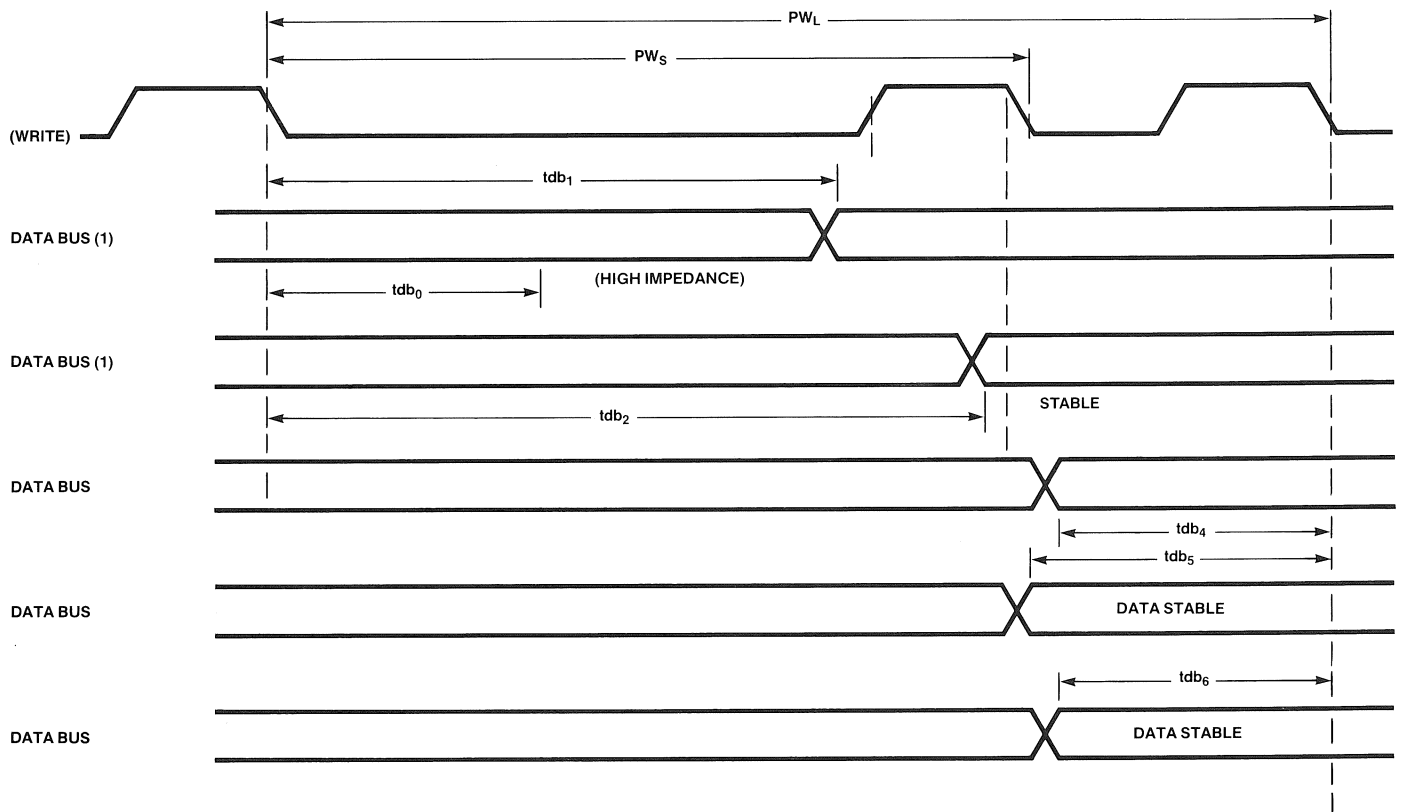 PWL
PWS
(WRITE)
tdb1
DATA BUS (1)
(HIGH IMPEDANCE)
tdb0
DATA BUS (1)
STABLE
tdb2
DATA BUS
tdb4
tdb5
DATA BUS
DATA STABLE
tdb6
DATA BUS
DATA STABLE